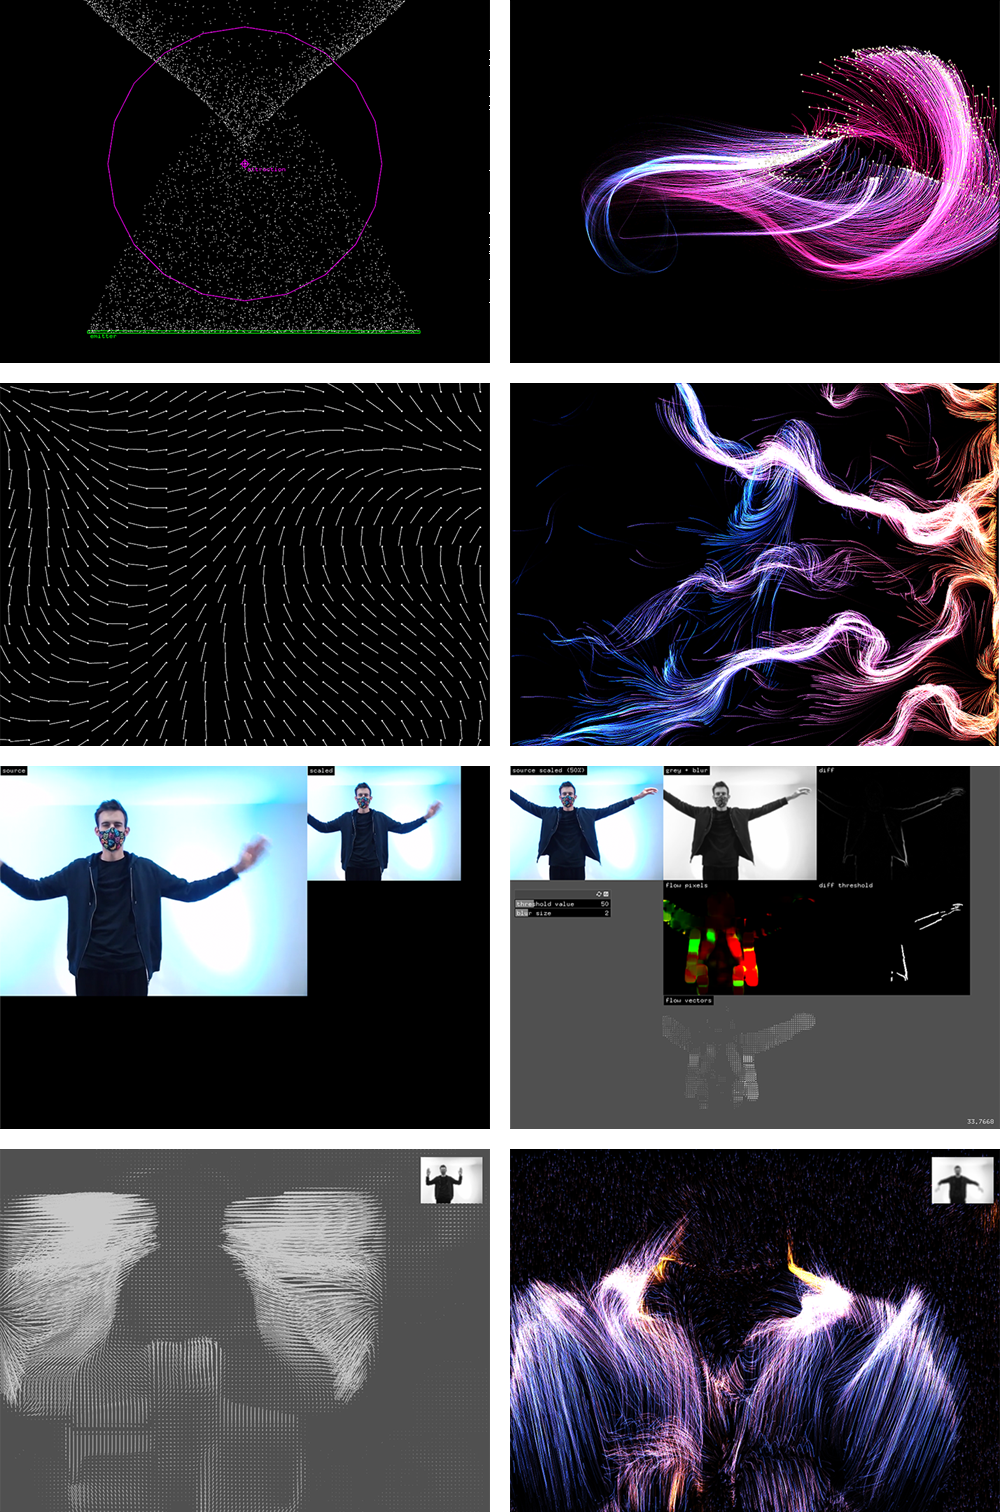 attraction
emitter
source
scaled
source scaled (50%)
grey + blur
diff
flow pixels
diff threshold
threshold value 50
blur size 2
flow vectors
33.7668